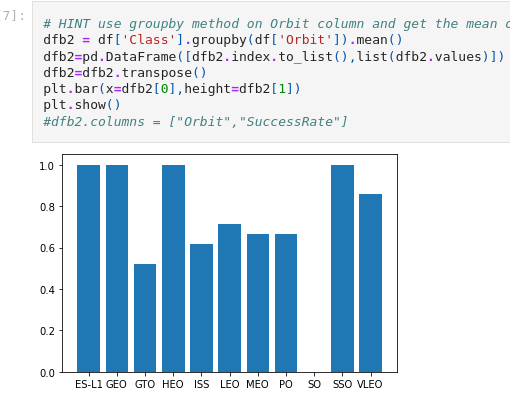 7]:
# HINT use groupby method on Orbit column and get the mean
dfb2 = df['Class'].groupby(df['Orbit']).mean()
dfb2=pd.DataFrame([dfb2.index.to_list(),list(dfb2.values)])
dfb2=dfb2.transpose()
plt.bar(x=dfb2[0],height=dfb2[1])
plt.show()
#dfb2.columns = ["Orbit","SuccessRate"]
1.0
0.8
0.6
0.4
0.2
0.0
ES-L1 GEO GTO HEO ISS LEO MEO PO SO SSO VLEO